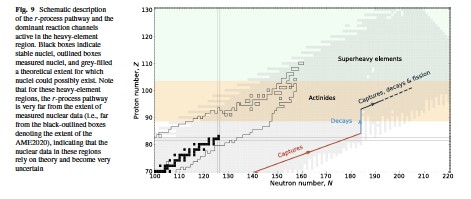 Fig. 9 Schematic description
of the r-process pathway and the
dominant reaction channels
active in the heavy-element
region. Black boxes indicate
stable nuclei, outlined boxes
measured nuclei, and grey-filled
a theoretical extent for which
nuclei could possibly exist. Note
that for these heavy-element
regions, the r-process pathway
is very far from the extent of
measured nuclear data (i.e., far
from the black-outlined boxes
denoting the extent of the
AME2020), indicating that the
nuclear data in these regions
rely on theory and become very
uncertain
130
120
110
100
90
80
70
Proton number, Z
Superheavy elements
Actinides
Captures, decays & fission
Decays
Captures
100 110 120 130 140 150 160 170 180 190 200 210 220
Neutron number, N